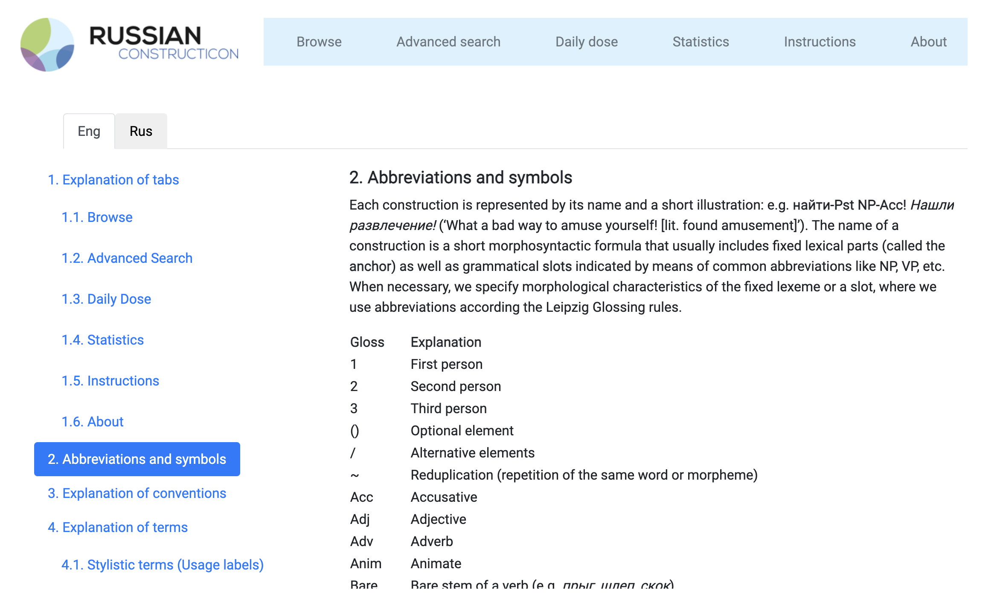 RUSSIAN
CONSTRUCTICON
Browse Advanced search Daily dose Statistics Instructions About
Eng Rus
1. Explanation of tabs
1.1. Browse
1.2. Advanced Search
1.3. Daily Dose
1.4. Statistics
1.5. Instructions
1.6. About
2. Abbreviations and symbols
3. Explanation of conventions
4. Explanation of terms
4.1. Stylistic terms (Usage labels)
2. Abbreviations and symbols
Each construction is represented by its name and a short illustration: e.g. найти-Pst NP-Acc! Нашли
развлечение! (‘What a bad way to amuse yourself! [lit. found amusement]’). The name of a
construction is a short morphosyntactic formula that usually includes fixed lexical parts (called the
anchor) as well as grammatical slots indicated by means of common abbreviations like NP, VP, etc.
When necessary, we specify morphological characteristics of the fixed lexeme or a slot, where we
use abbreviations according the Leipzig Glossing rules.
Gloss Explanation
1 First person
2 Second person
3 Third person
() Optional element
/ Alternative elements
~ Reduplication (repetition of the same word or morpheme)
Acc Accusative
Adj Adjective
Adv Adverb
Anim Animate
Bare Bare stem of a verb (e.g. прыг, шлеп, скок)